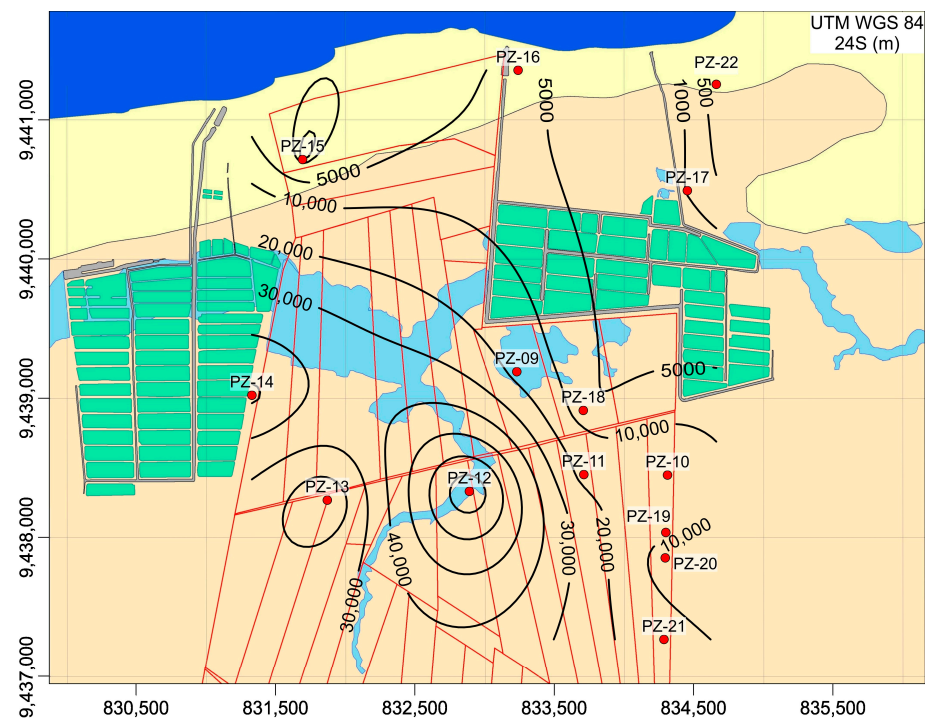 UTM WGS 84
24S (m)
PZ-16
PZ-22
5000
1000
500
9,441,000
PZ-15
5000
PZ-17
10,000
20,000
9,440,000
30,000
PZ-09
5000
PZ-14
PZ-18
9,439,000
10,000
PZ-11
PZ-10
PZ-12
PZ-13
PZ-19
10,000
9,438,000
30,000
20,000
40,000
PZ-20
30,000
PZ-21
9,437,000
830,500
831,500
832,500
833,500
834,500
835,500